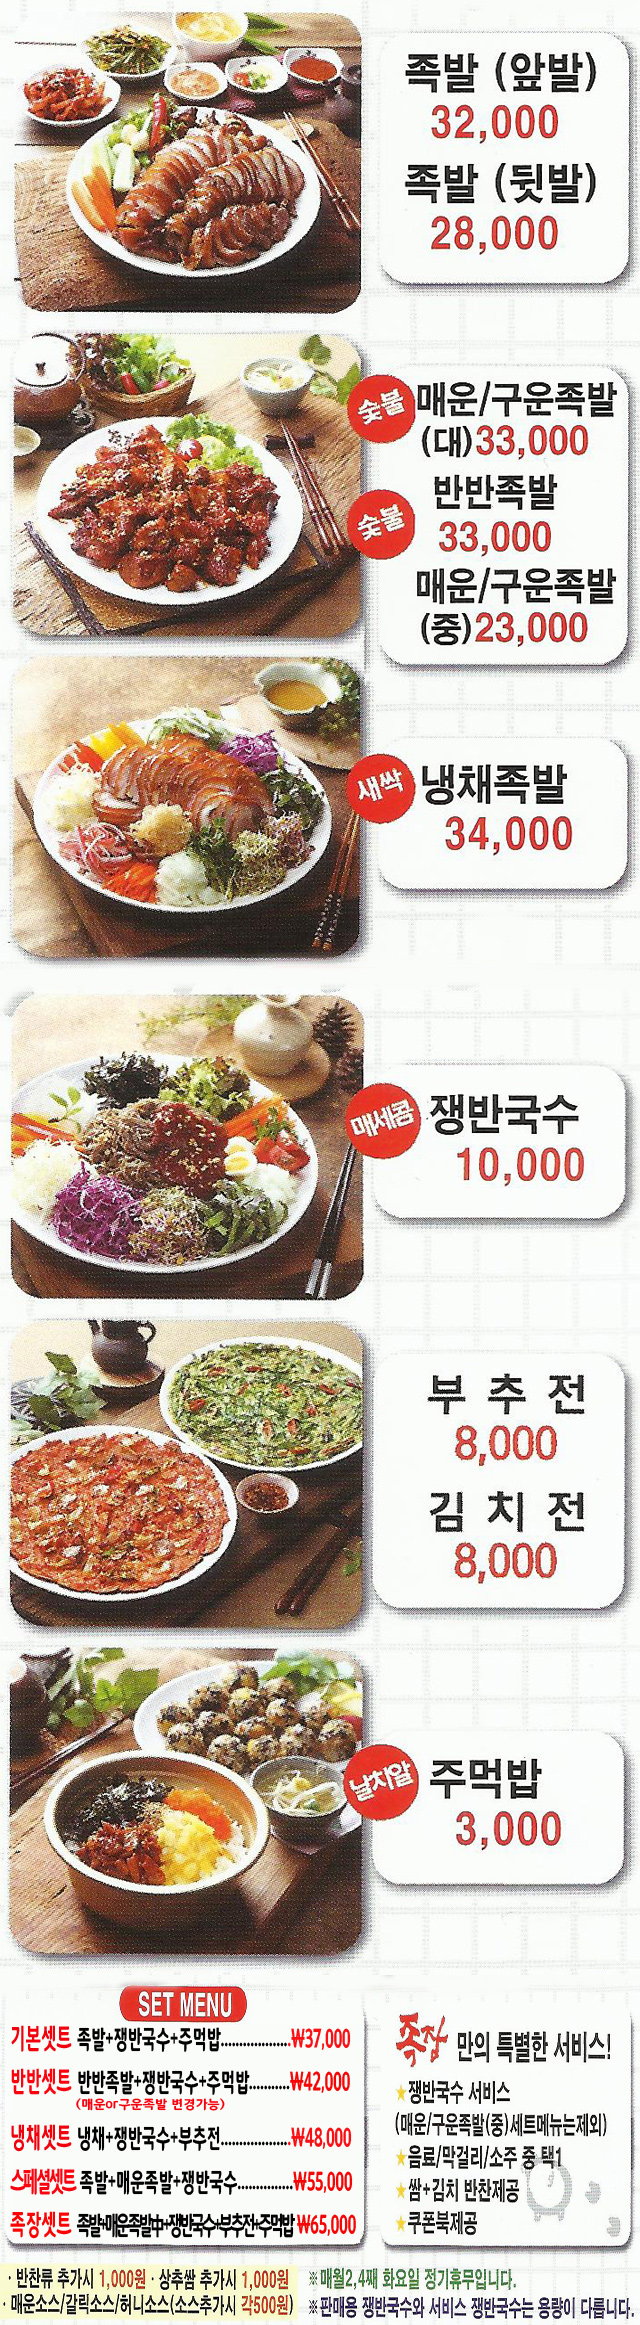 족발 (앞발)
32,000
족발 (뒷발)
28,000
숯불 매운/구운족발
(대)33,000
숯불 반반족발
33,000
매운/구운족발
(중)23,000
새싹 냉채족발
34,000
매세콤 쟁반국수
10,000
부 추 전
8,000
김 치 전
8,000
날치알 주먹밥
3,000
SET MENU
기본셋트 족발+쟁반국수+주먹밥....................₩37,000
반반셋트 반반족발+쟁반국수+주먹밥...........₩42,000
(매운or구운족발 변경가능)
냉채셋트 냉채+쟁반국수+부추전....................₩48,000
스페셜셋트 족발+매운족발+쟁반국수...............₩55,000
족장셋트 족발+매운족발中+쟁반국수+부추전+주먹밥 ₩65,000
족장 만의 특별한 서비스!
★쟁반국수 서비스
(매운/구운족발(중)세트메뉴는제외)
★음료/막걸리/소주 중 택1
★쌈+김치 반찬제공
★쿠폰북제공
· 반찬류 추가시 1,000원 · 상추쌈 추가시 1,000원
· 매운소스/갈릭소스/허니소스(소스추가시 각500원)
※매월2,4째 화요일 정기휴무입니다.
※판매용 쟁반국수와 서비스 쟁반국수는 용량이 다릅니다.